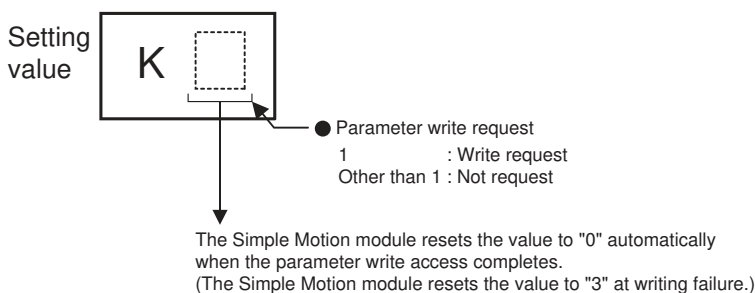 Setting
value
K
● Parameter write request
1 : Write request
Other than 1 : Not request
The Simple Motion module resets the value to "0" automatically
when the parameter write access completes.
(The Simple Motion module resets the value to "3" at writing failure.)